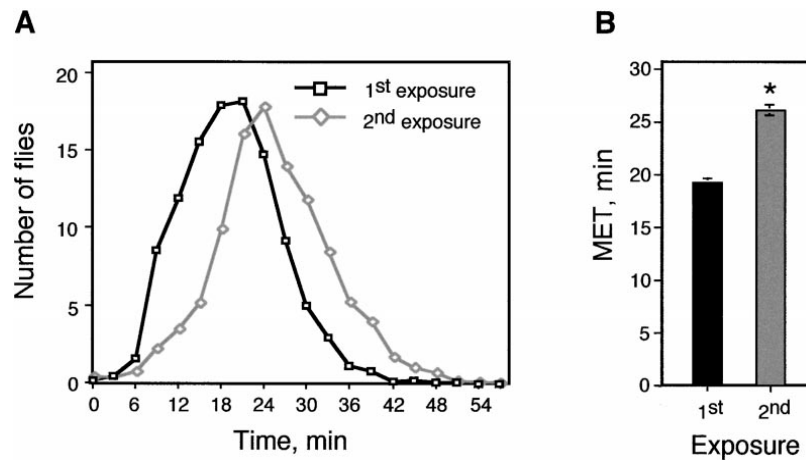 A
Number of flies
20
15
10
5
0
1st exposure
2nd exposure
0 6 12 18 24 30 36 42 48 54
Time, min
B
MET, min
30
25
20
15
10
5
0
*
1st 2nd
Exposure